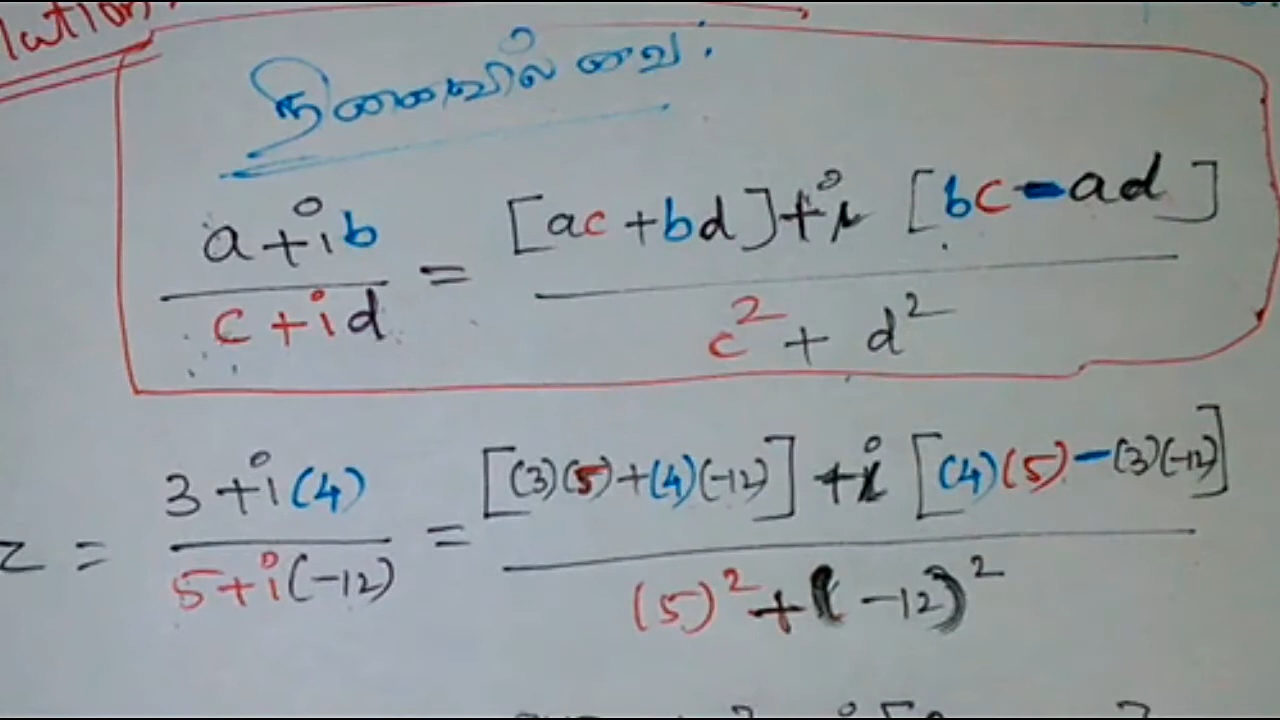 lation
நினைவில் வை:
a+ib / c+id = [ac+bd]+i [bc-ad] / c²+d²
z = 3+i(4) / 5+i(-12) = [(3)(5)+(4)(-12)] +i [(4)(5)-(3)(-12)] / (5)²+(-12)²